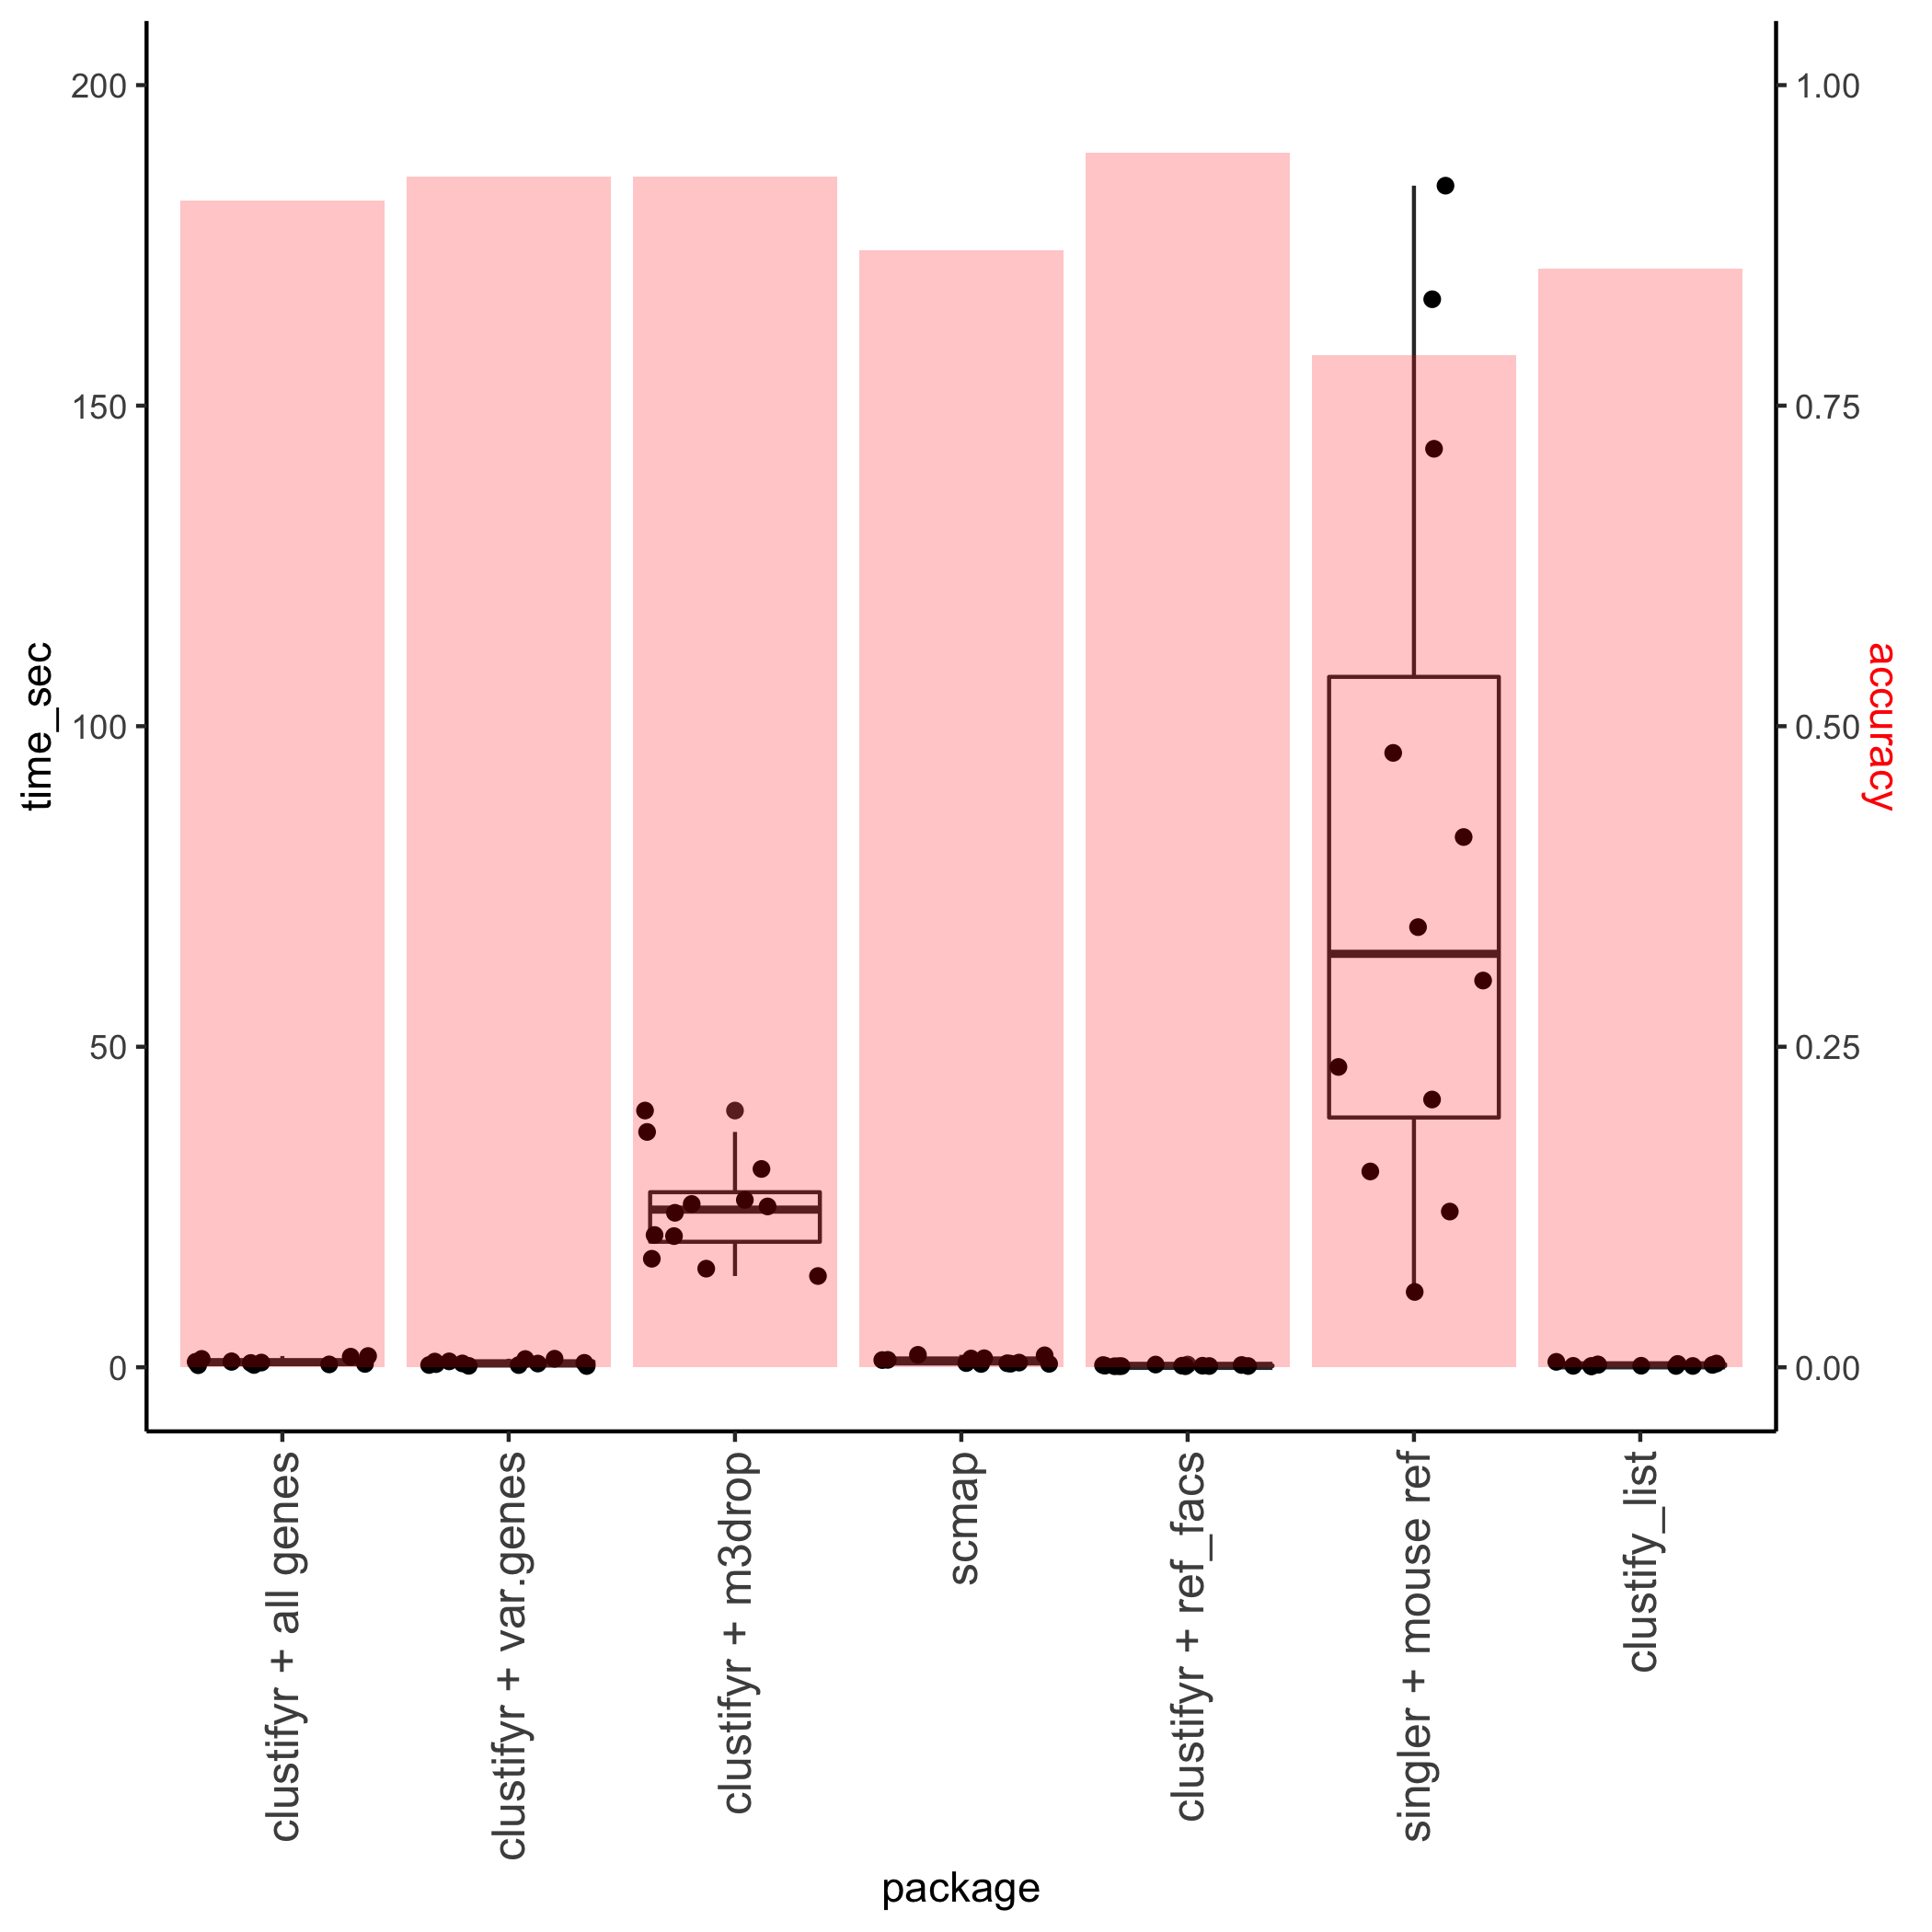 200
150
100
50
0
time_sec
1.00
0.75
0.50
0.25
0.00
accuracy
clustifyr + all genes
clustifyr + var.genes
clustifyr + m3drop
scmap
clustifyr + ref_facs
singler + mouse ref
clustify_list
package